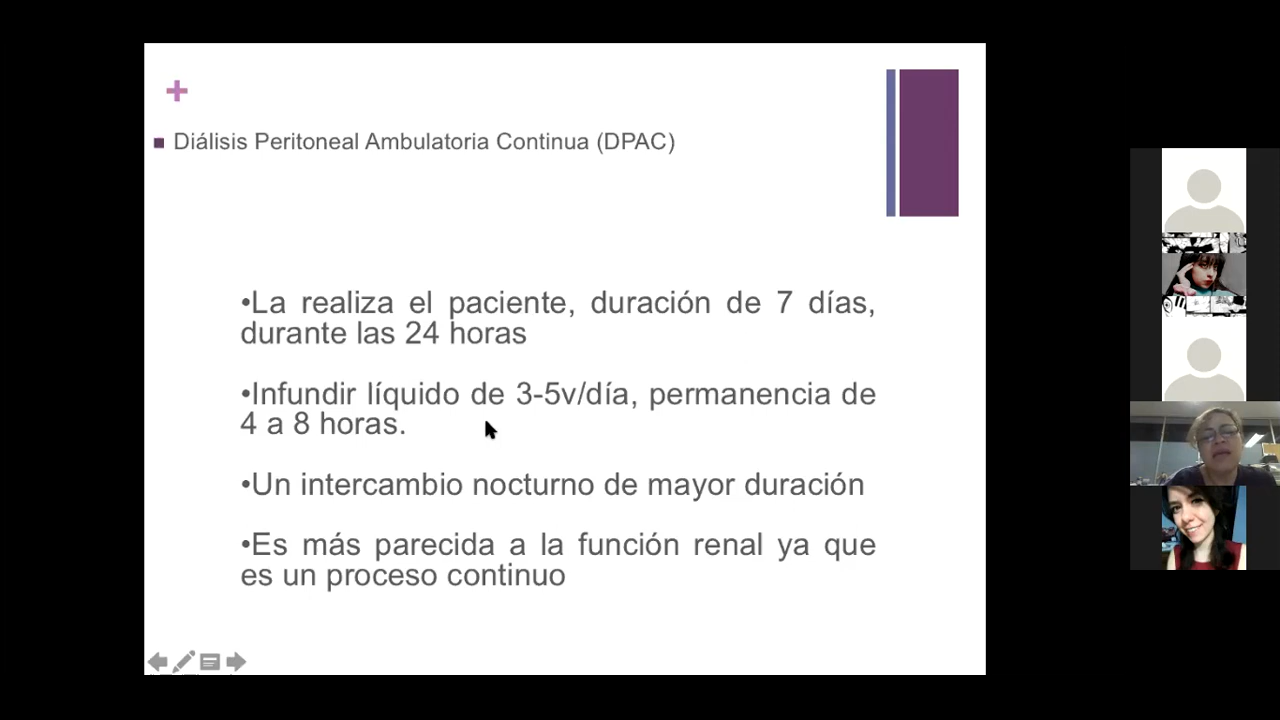 +
■ Diálisis Peritoneal Ambulatoria Continua (DPAC)
•La realiza el paciente, duración de 7 días,
durante las 24 horas
•Infundir líquido de 3-5v/día, permanencia de
4 a 8 horas.
•Un intercambio nocturno de mayor duración
•Es más parecida a la función renal ya que
es un proceso continuo